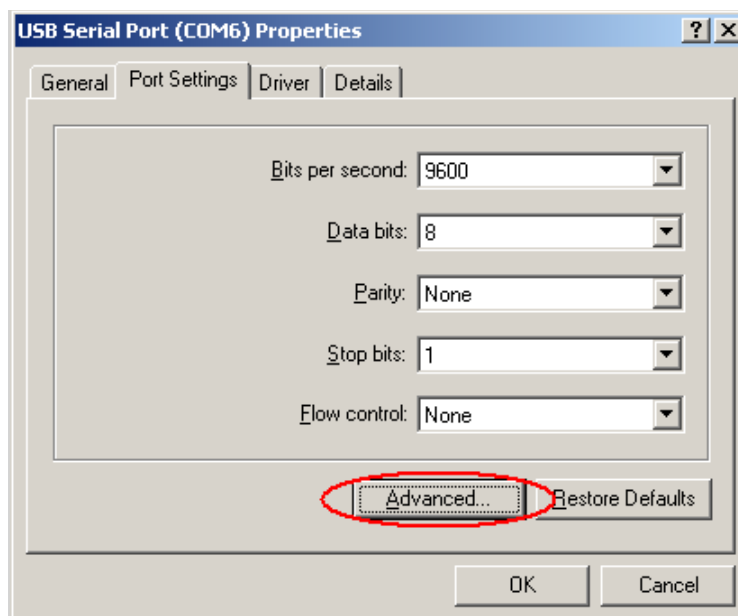 USB Serial Port (COM6) Properties
General Port Settings Driver Details
Bits per second: 9600
Data bits: 8
Parity: None
Stop bits: 1
Flow control: None
Advanced... Restore Defaults
OK Cancel